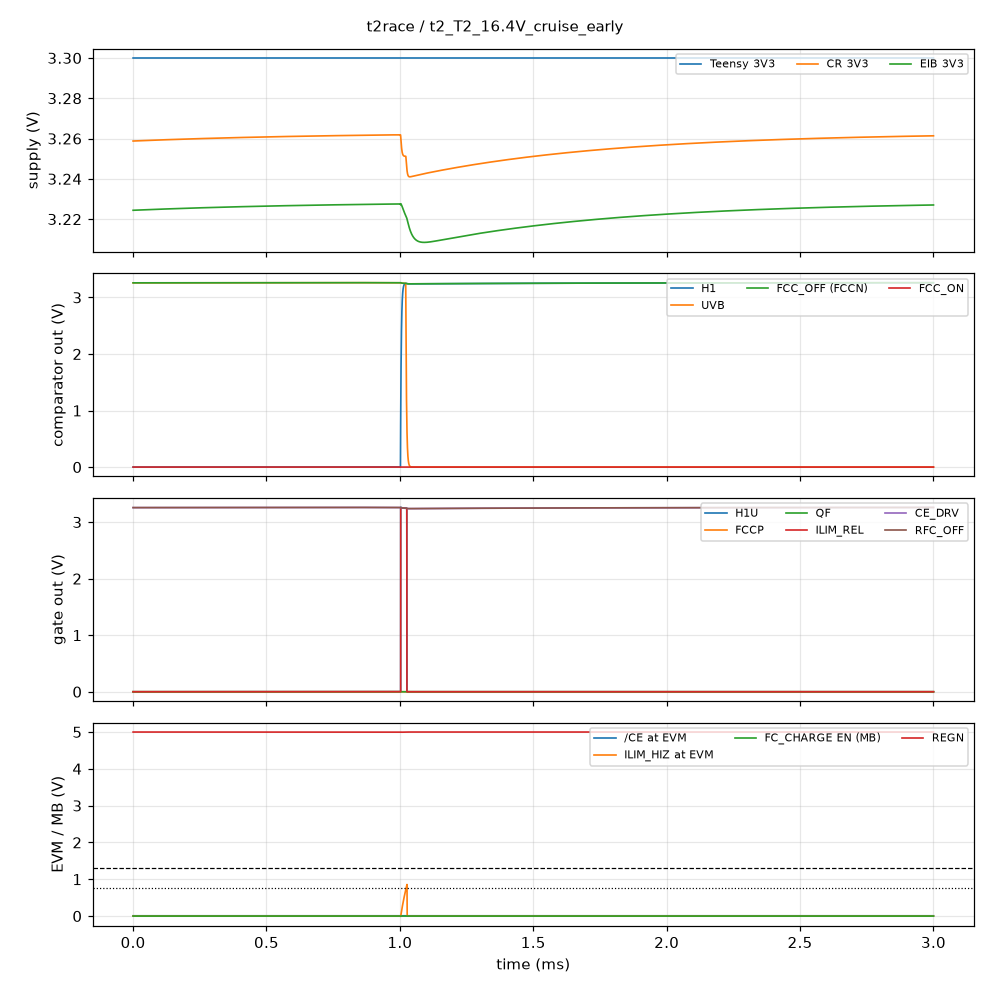 t2race / t2_T2_16.4V_cruise_early
3.30
3.28
3.26
3.24
3.22
supply (V)
Teensy 3V3 CR 3V3 EIB 3V3
3
2
1
0
comparator out (V)
H1 FCC_OFF (FCCN) FCC_ON
UVB
3
2
1
0
gate out (V)
H1U QF CE_DRV
FCCP ILIM_REL RFC_OFF
5
4
3
2
1
0
EVM / MB (V)
/CE at EVM FC_CHARGE EN (MB) REGN
ILIM_HIZ at EVM
0.0 0.5 1.0 1.5 2.0 2.5 3.0
time (ms)